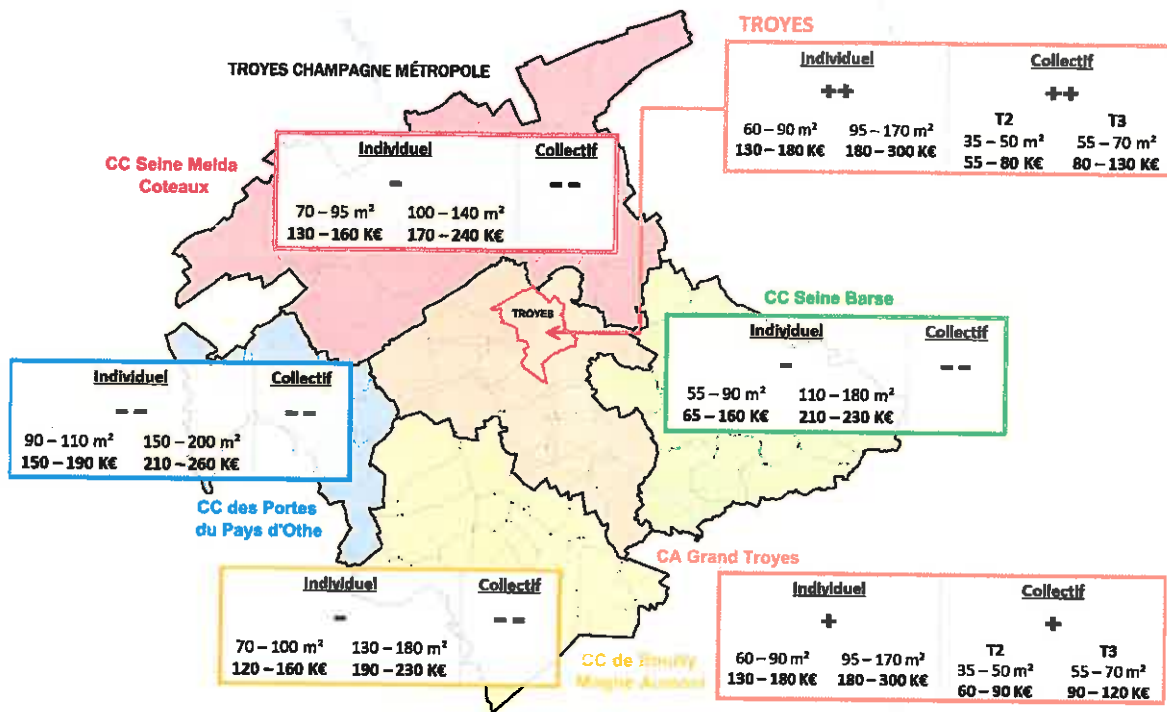 TROYES
Individuel Collectif
++ ++
T2 T3
60 – 90 m² 95 – 170 m² 35 – 50 m² 55 – 70 m²
130 – 180 K€ 180 – 300 K€ 55 – 80 K€ 80 – 130 K€
TROYES CHAMPAGNE MÉTROPOLE
CC Seine Melda
Coteaux
Individuel Collectif
- --
70 – 95 m² 100 – 140 m²
130 – 160 K€ 170 – 240 K€
TROYES
CC Seine Barse
Individuel Collectif
- --
55 – 90 m² 110 – 180 m²
65 – 160 K€ 210 – 230 K€
Individuel Collectif
-- --
90 – 110 m² 150 – 200 m²
150 – 190 K€ 210 – 260 K€
CC des Portes
du Pays d'Othe
CA Grand Troyes
Individuel Collectif
- --
70 – 100 m² 130 – 180 m²
120 – 160 K€ 190 – 230 K€
CC de
Individuel Collectif
+ +
T2 T3
60 – 90 m² 95 – 170 m² 35 – 50 m² 55 – 70 m²
130 – 180 K€ 180 – 300 K€ 60 – 90 K€ 90 – 120 K€